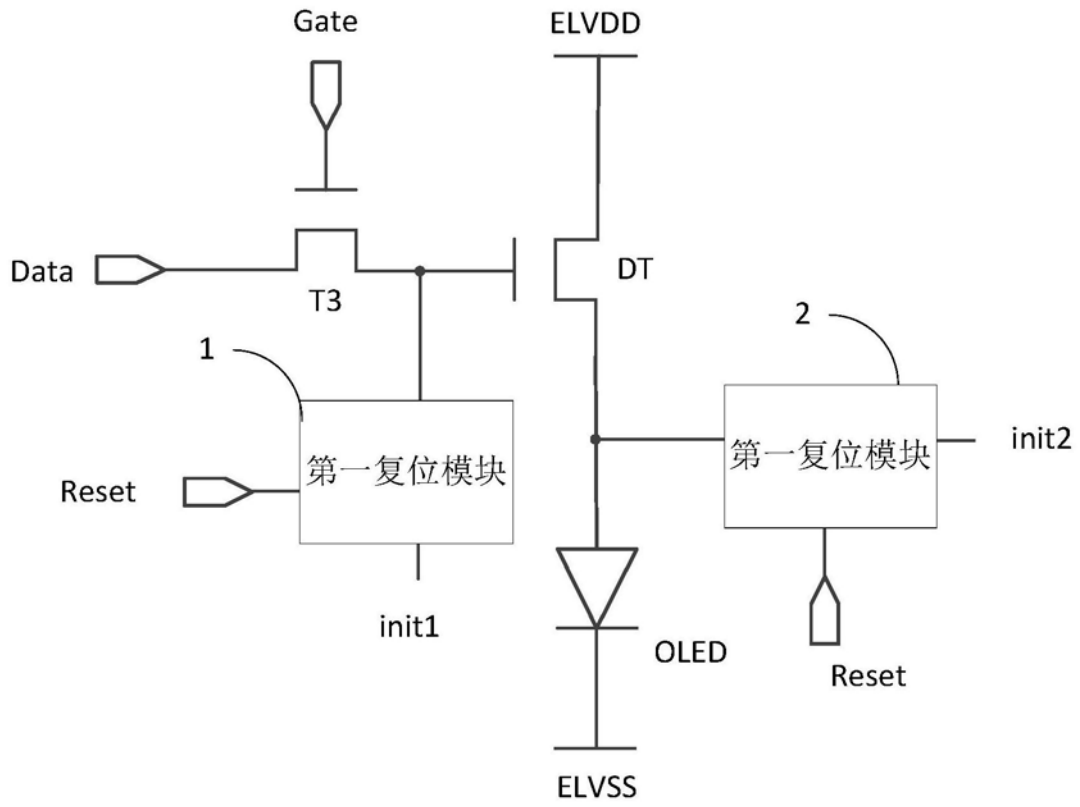 Gate
ELVDD
Data
T3
DT
1
2
第一复位模块
第一复位模块
init2
Reset
init1
OLED
Reset
ELVSS